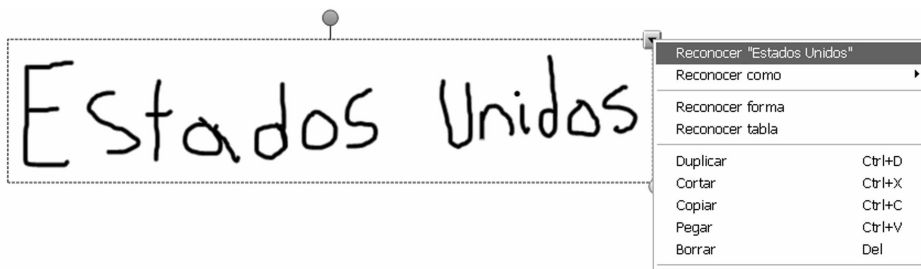 Estados Unidos
Reconocer "Estados Unidos"
Reconocer como
Reconocer forma
Reconocer tabla
Duplicar Ctrl+D
Cortar Ctrl+X
Copiar Ctrl+C
Pegar Ctrl+V
Borrar Del